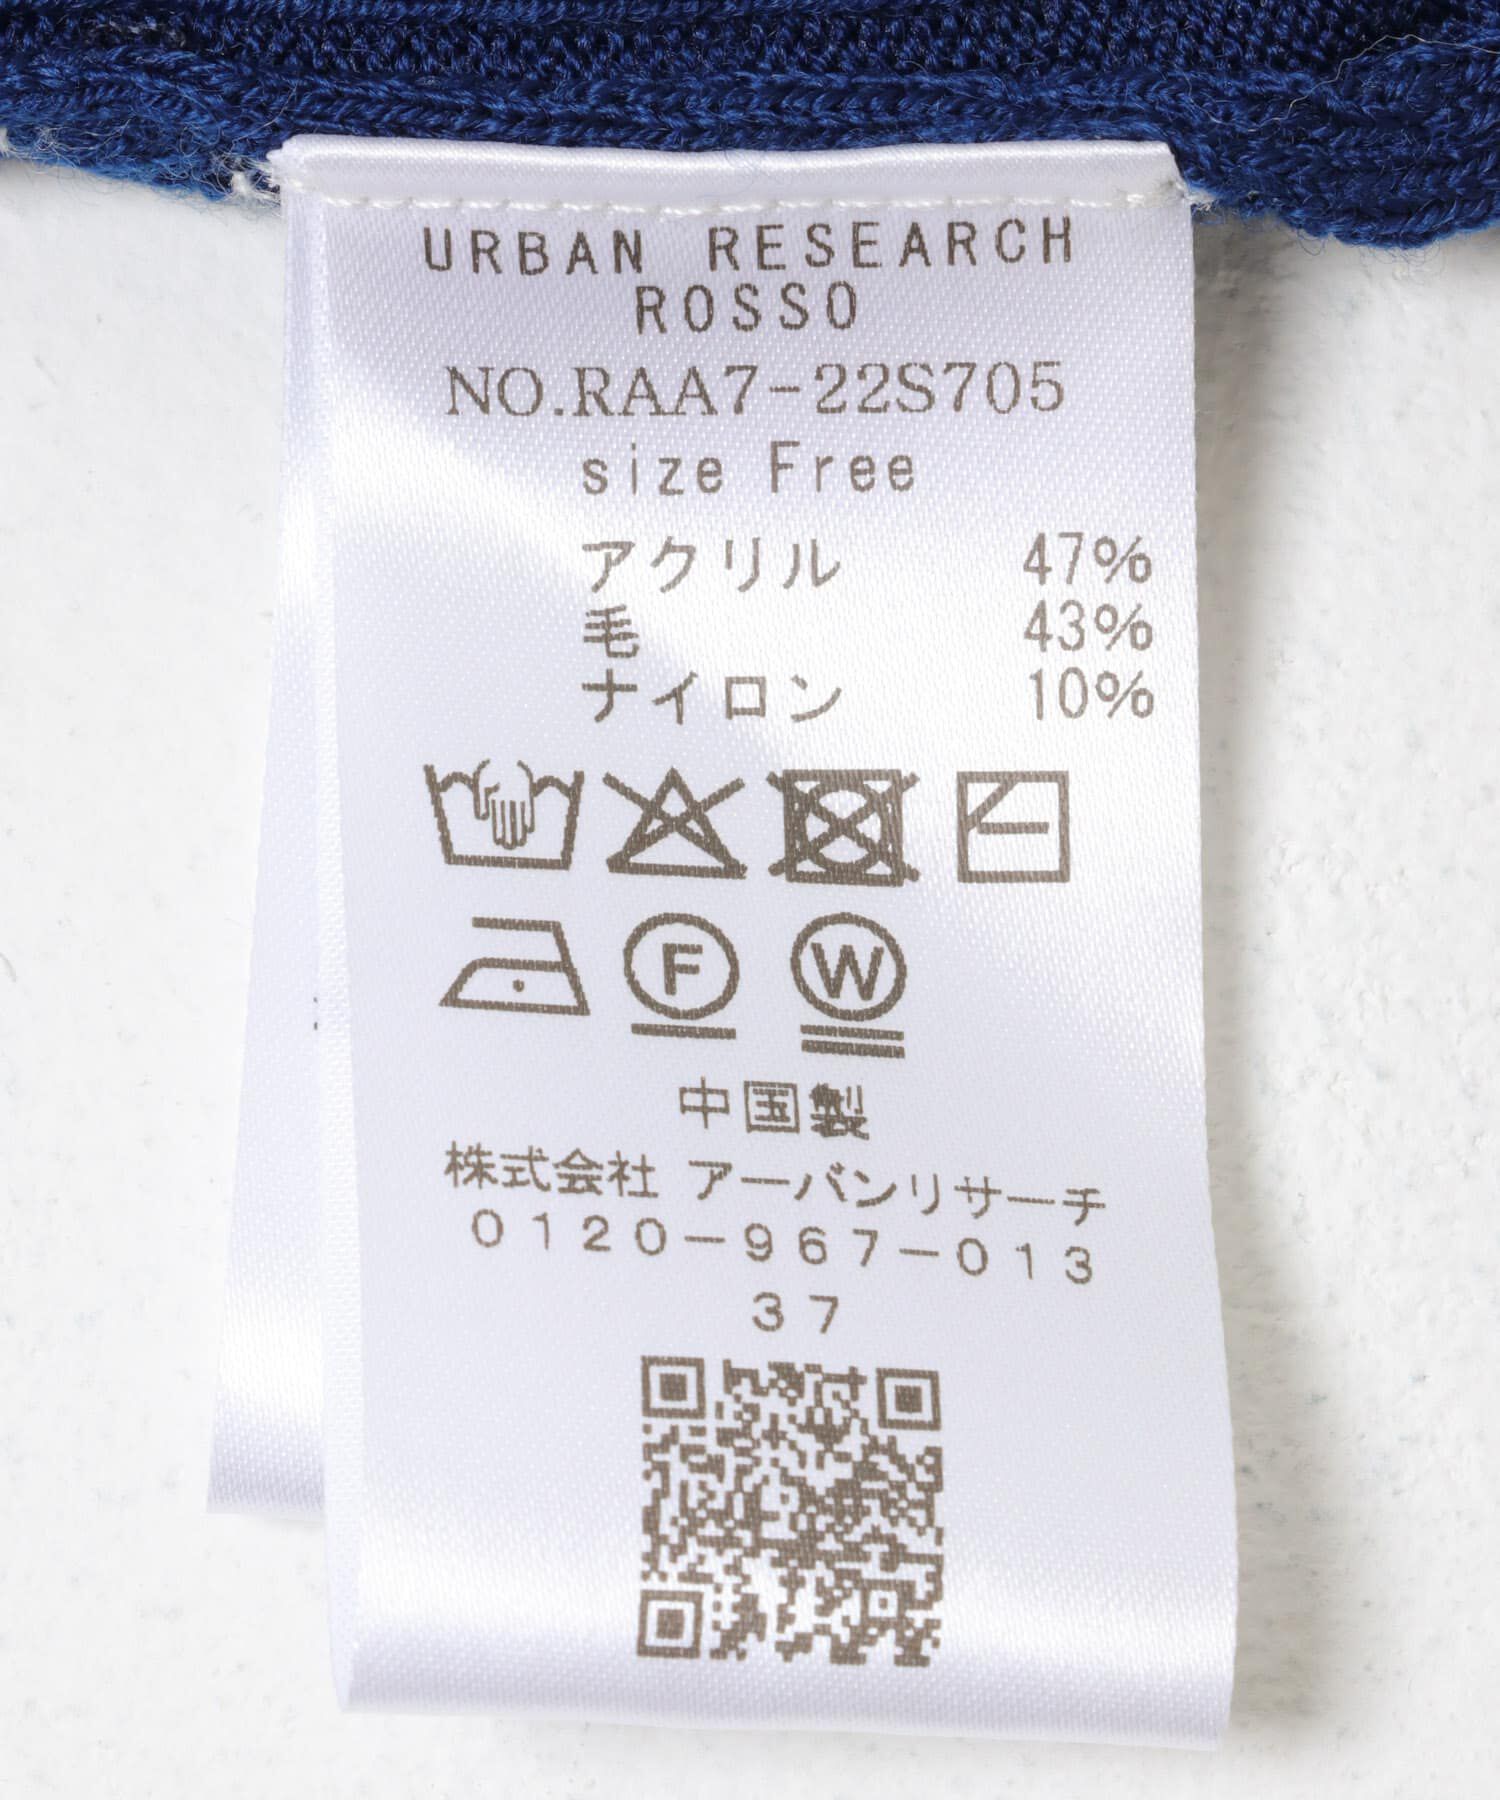 URBAN RESEARCH
ROSSO
NO.RAA7-22S705
size Free
アクリル 47%
毛 43%
ナイロン 10%
F W
中国製
株式会社 アーバンリサーチ
0120-967-013
37